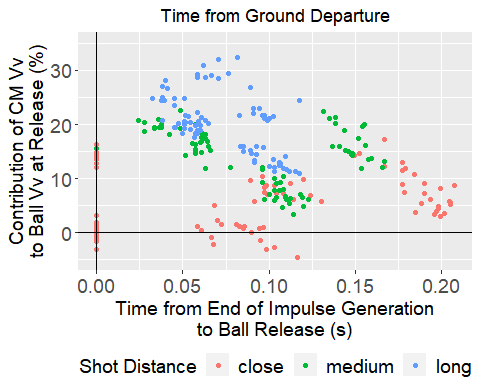 Time from Ground Departure
Contribution of CM Vv
to Ball Vv at Release (%)
30
20
10
0
0.00 0.05 0.10 0.15 0.20
Time from End of Impulse Generation
to Ball Release (s)
Shot Distance close medium long